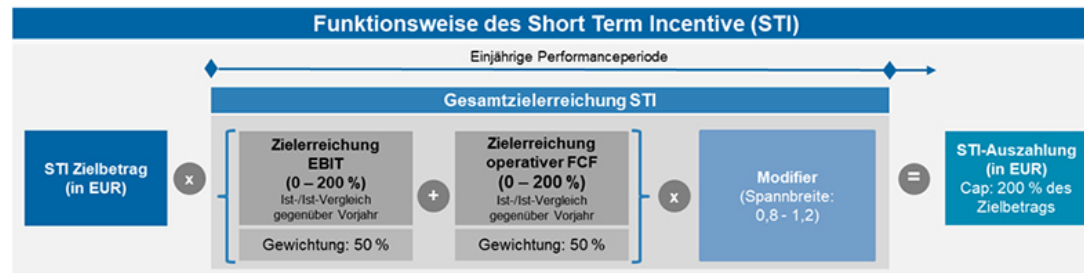 Funktionsweise des Short Term Incentive (STI)
Einjährige Performanceperiode
Gesamtzielerreichung STI
STI Zielbetrag
(in EUR)
x
Zielerreichung
EBIT
(0 – 200 %)
Ist-/Ist-Vergleich
gegenüber Vorjahr
Gewichtung: 50 %
+
Zielerreichung
operativer FCF
(0 – 200 %)
Ist-/Ist-Vergleich
gegenüber Vorjahr
Gewichtung: 50 %
x
Modifier
(Spannbreite:
0,8 - 1,2)
=
STI-Auszahlung
(in EUR)
Cap: 200 % des
Zielbetrags